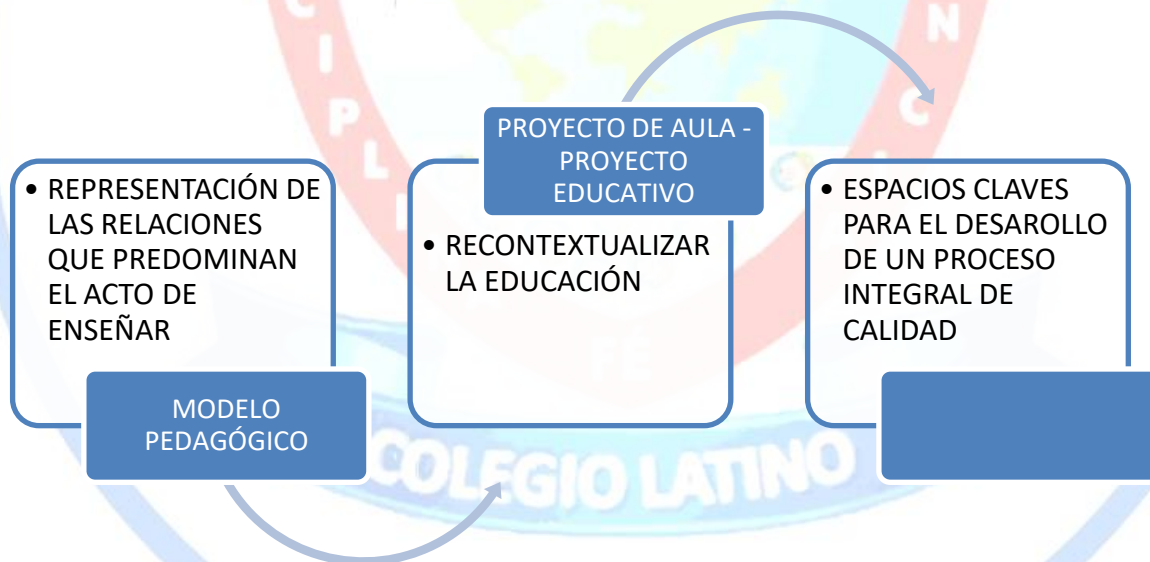 • REPRESENTACIÓN DE
LAS RELACIONES
QUE PREDOMINAN
EL ACTO DE
ENSEÑAR
MODELO
PEDAGÓGICO
PROYECTO DE AULA -
PROYECTO
EDUCATIVO
• RECONTEXTUALIZAR
LA EDUCACIÓN
• ESPACIOS CLAVES
PARA EL DESAROLLO
DE UN PROCESO
INTEGRAL DE
CALIDAD
FÉ
COLEGIO LATINO